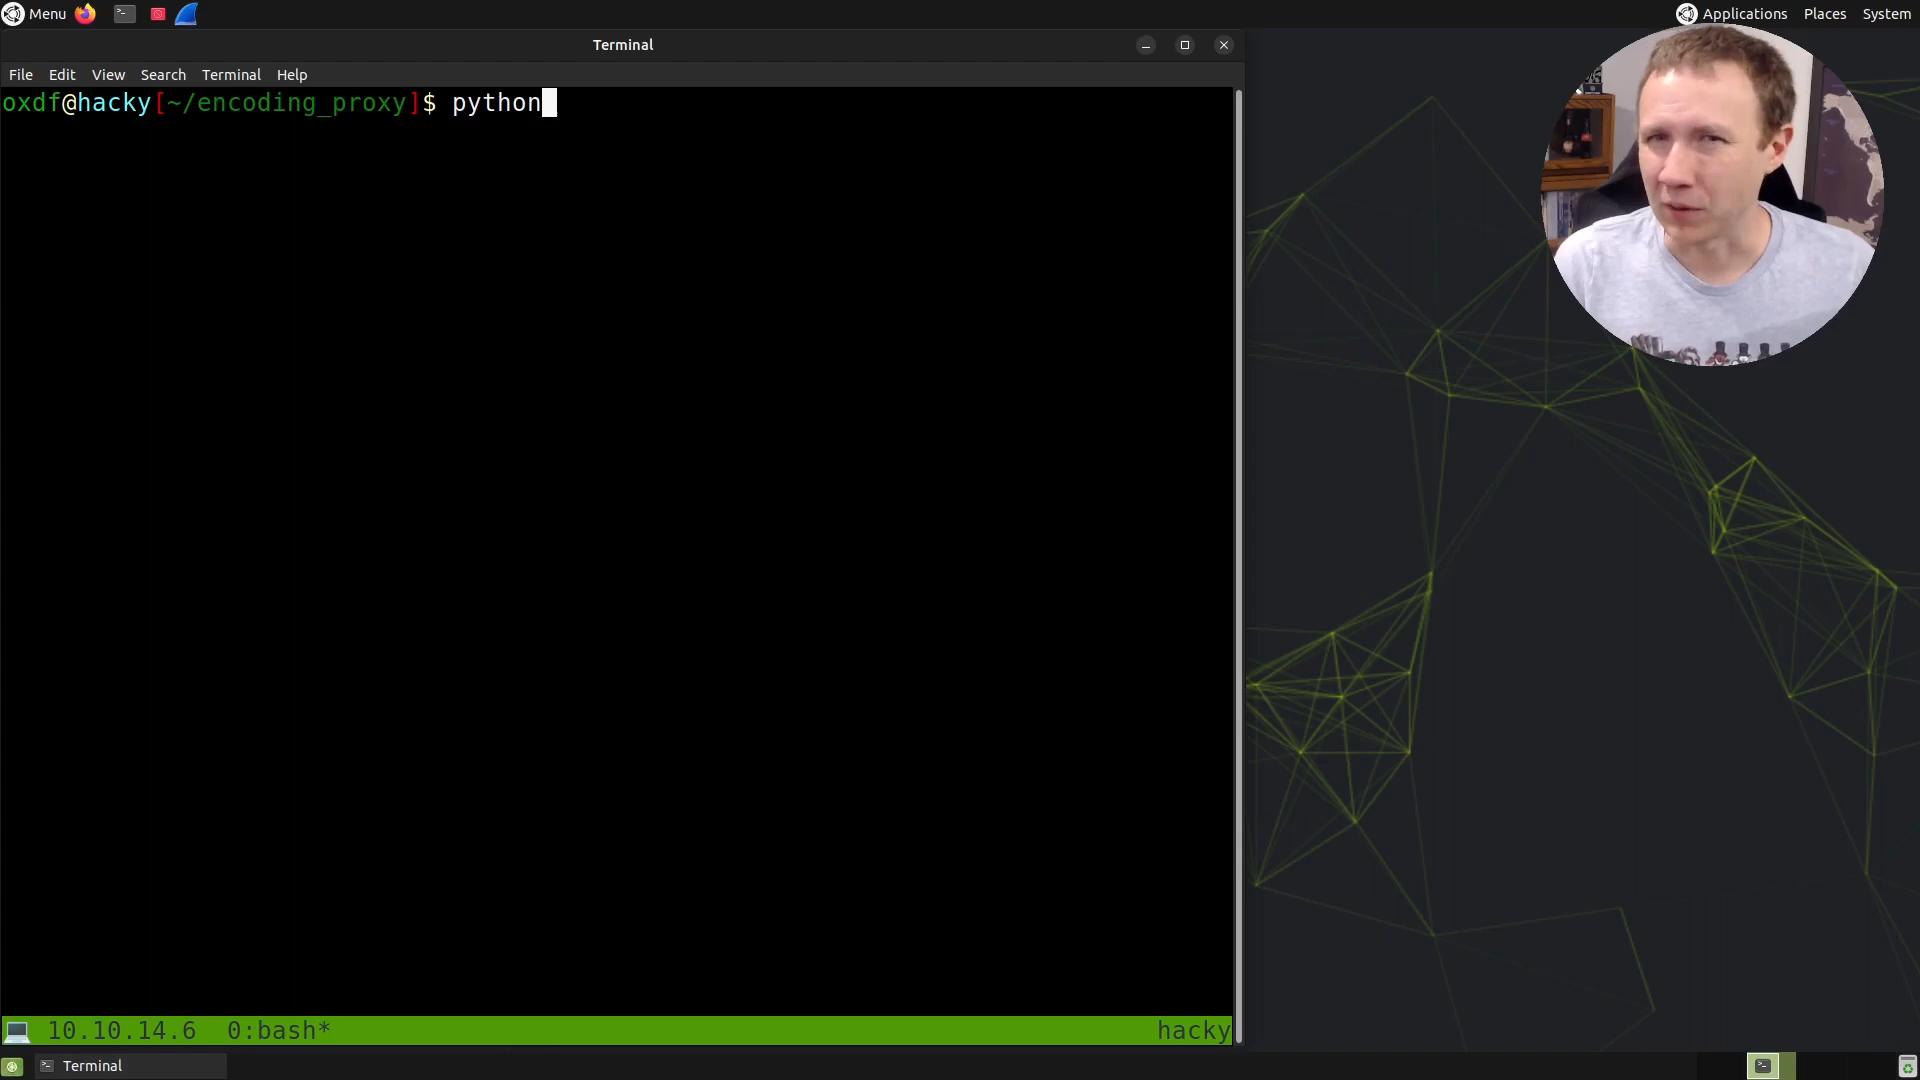 Menu
Applications Places System
Terminal
File Edit View Search Terminal Help
oxdf@hacky[~/encoding_proxy]$ python
10.10.14.6 0:bash* hacky
Terminal